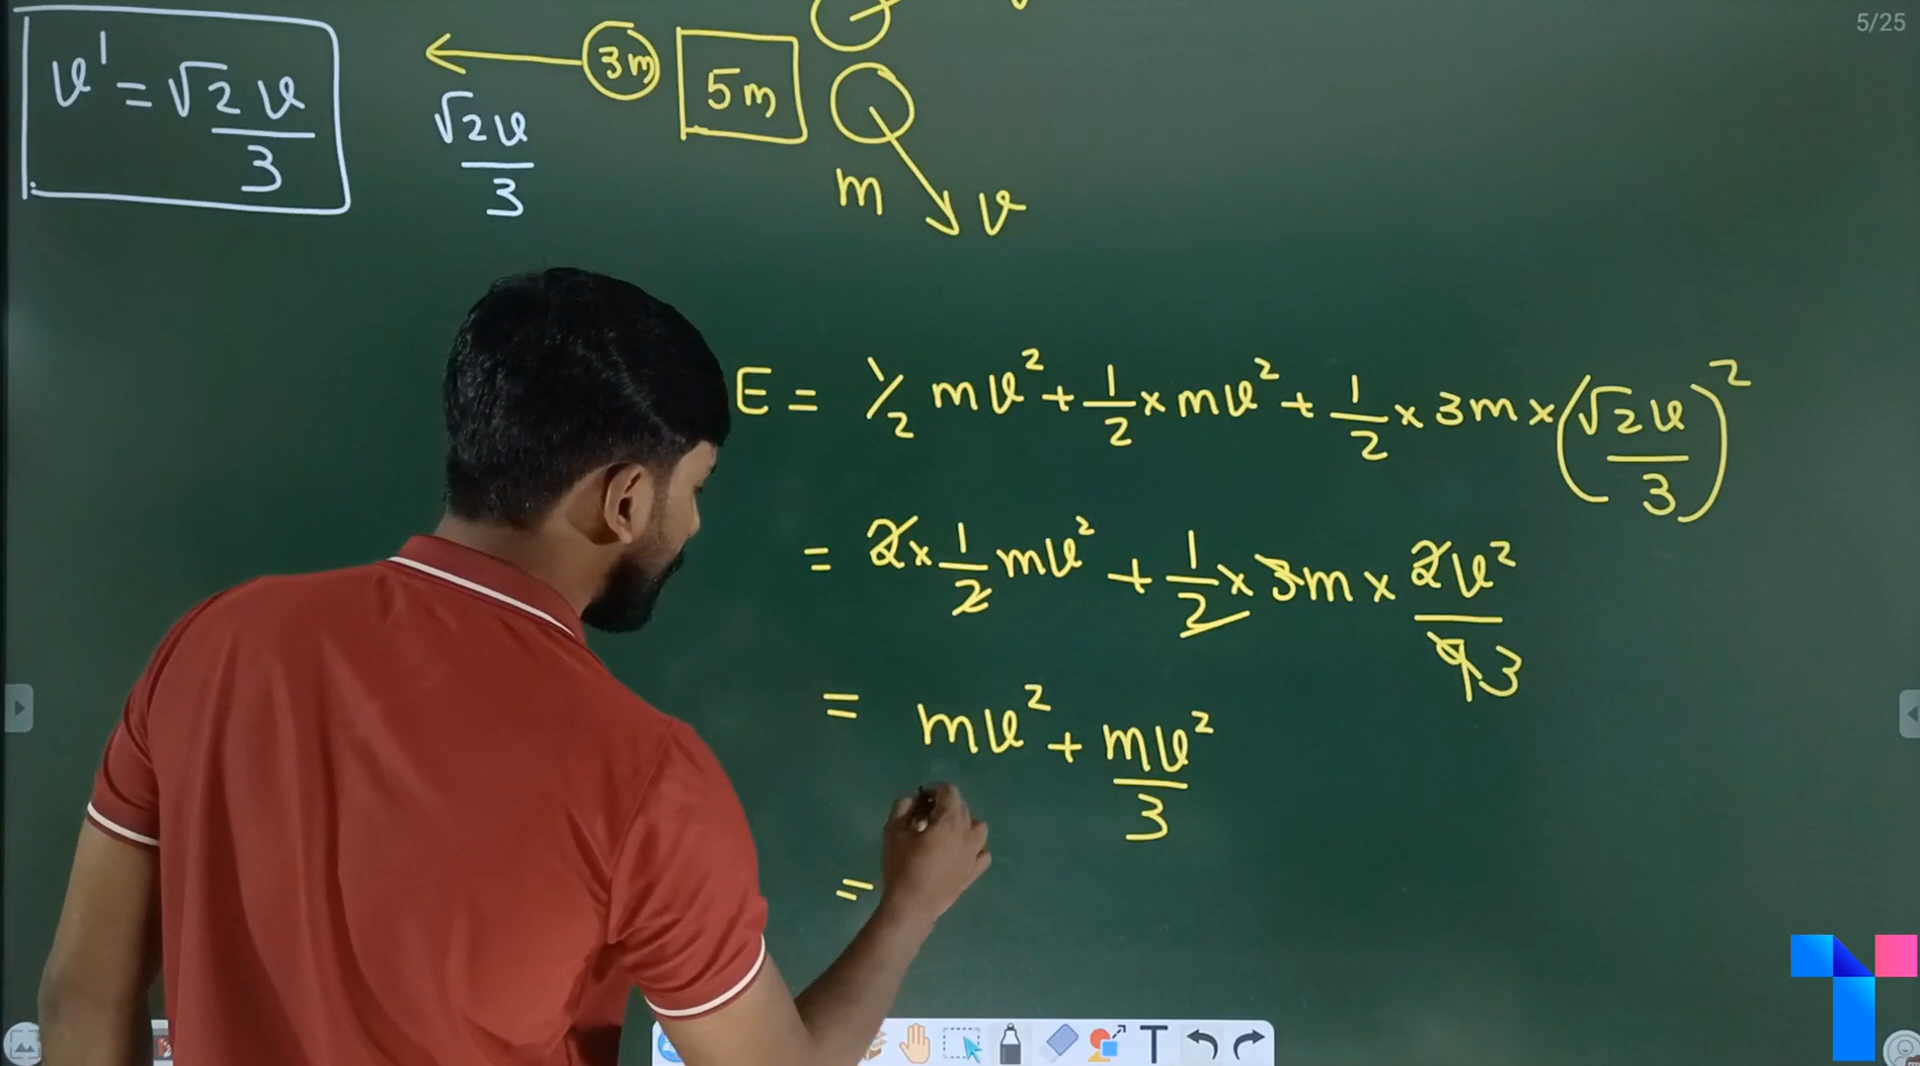 5/25
v' = √2 v / 3
√2 v / 3
3m
5m
m
v
E = 1/2 mv² + 1/2 × mv² + 1/2 × 3m × (√2 v / 3)²
= 2 × 1/2 mv² + 1/2 × 3m × 2v² / 9 3
= mv² + mv² / 3
=
T